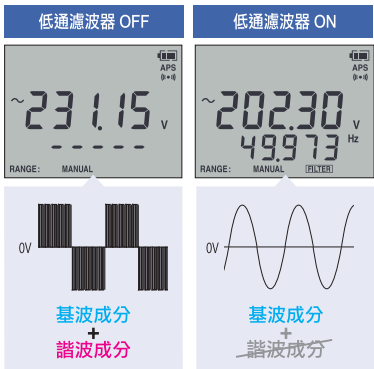 低通濾波器 OFF
APS
~ 231.15 V
- - - - -
RANGE: MANUAL
0V
基波成分
+
諧波成分
低通濾波器 ON
APS
~ 202.30 V
49.973 Hz
RANGE: MANUAL FILTER
0V
基波成分
+
諧波成分